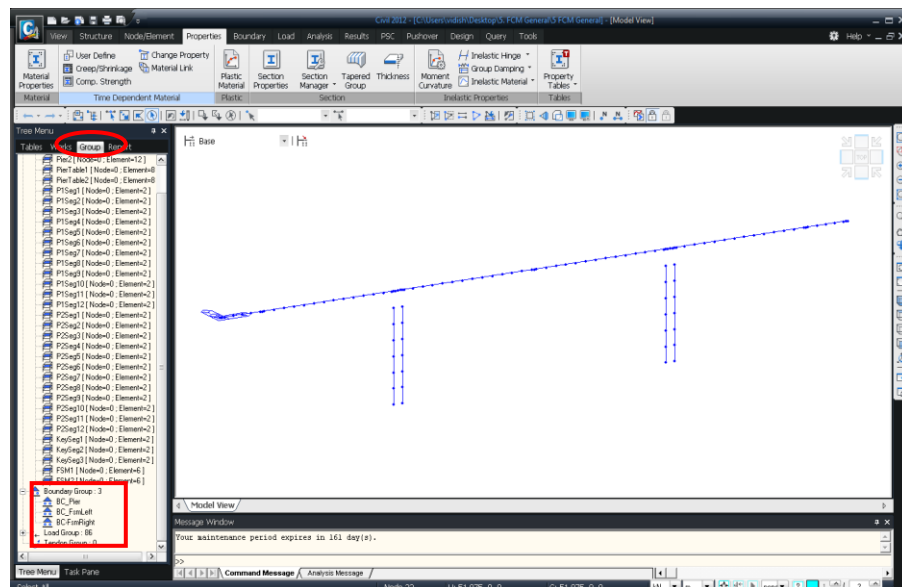 Civil 2012 - [C:\Users\vidish\Desktop\5. FCM General\5 FCM General] - [Model View]
View Structure Node/Element Properties Boundary Load Analysis Results PSC Pushover Design Query Tools Help
User Define Change Property Inelastic Hinge
Creep/Shrinkage Material Link Group Damping
Comp. Strength Inelastic Material
Material Properties Plastic Material Section Properties Section Manager Tapered Group Thickness Moment Curvature Property Tables
Material Time Dependent Material Plastic Section Inelastic Properties Tables
Tree Menu
Tables Works Group Report
Base
TOP
Pier2 [ Node=0 ; Element=12 ]
PierTable1 [ Node=0 ; Element=8
PierTable2 [ Node=0 ; Element=8
P1Seg1 [ Node=0 ; Element=2 ]
P1Seg2 [ Node=0 ; Element=2 ]
P1Seg3 [ Node=0 ; Element=2 ]
P1Seg4 [ Node=0 ; Element=2 ]
P1Seg5 [ Node=0 ; Element=2 ]
P1Seg6 [ Node=0 ; Element=2 ]
P1Seg7 [ Node=0 ; Element=2 ]
P1Seg8 [ Node=0 ; Element=2 ]
P1Seg9 [ Node=0 ; Element=2 ]
P1Seg10 [ Node=0 ; Element=2 ]
P1Seg11 [ Node=0 ; Element=2 ]
P1Seg12 [ Node=0 ; Element=2 ]
P2Seg1 [ Node=0 ; Element=2 ]
P2Seg2 [ Node=0 ; Element=2 ]
P2Seg3 [ Node=0 ; Element=2 ]
P2Seg4 [ Node=0 ; Element=2 ]
P2Seg5 [ Node=0 ; Element=2 ]
P2Seg6 [ Node=0 ; Element=2 ]
P2Seg7 [ Node=0 ; Element=2 ]
P2Seg8 [ Node=0 ; Element=2 ]
P2Seg9 [ Node=0 ; Element=2 ]
P2Seg10 [ Node=0 ; Element=2 ]
P2Seg11 [ Node=0 ; Element=2 ]
P2Seg12 [ Node=0 ; Element=2 ]
KeySeg1 [ Node=0 ; Element=2 ]
KeySeg2 [ Node=0 ; Element=2 ]
KeySeg3 [ Node=0 ; Element=2 ]
FSM1 [ Node=0 ; Element=6 ]
FSM2 [ Node=0 ; Element=6 ]
Boundary Group : 3
BC_Pier
BC_FsmLeft
BC-FsmRight
Load Group : 86
Tendon Group : 0
Model View
Message Window
Your maintenance period expires in 161 day(s).
>>
Tree Menu Task Pane Command Message Analysis Message